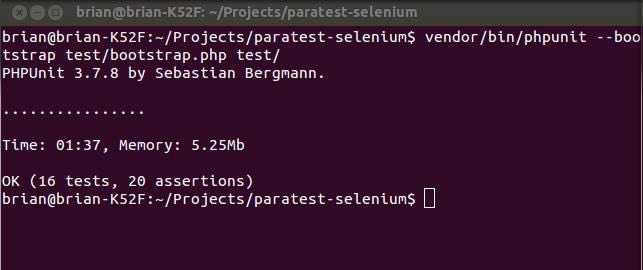 brian@brian-K52F: ~/Projects/paratest-selenium
brian@brian-K52F:~/Projects/paratest-selenium$ vendor/bin/phpunit --boo
tstrap test/bootstrap.php test/
PHPUnit 3.7.8 by Sebastian Bergmann.
................
Time: 01:37, Memory: 5.25Mb
OK (16 tests, 20 assertions)
brian@brian-K52F:~/Projects/paratest-selenium$